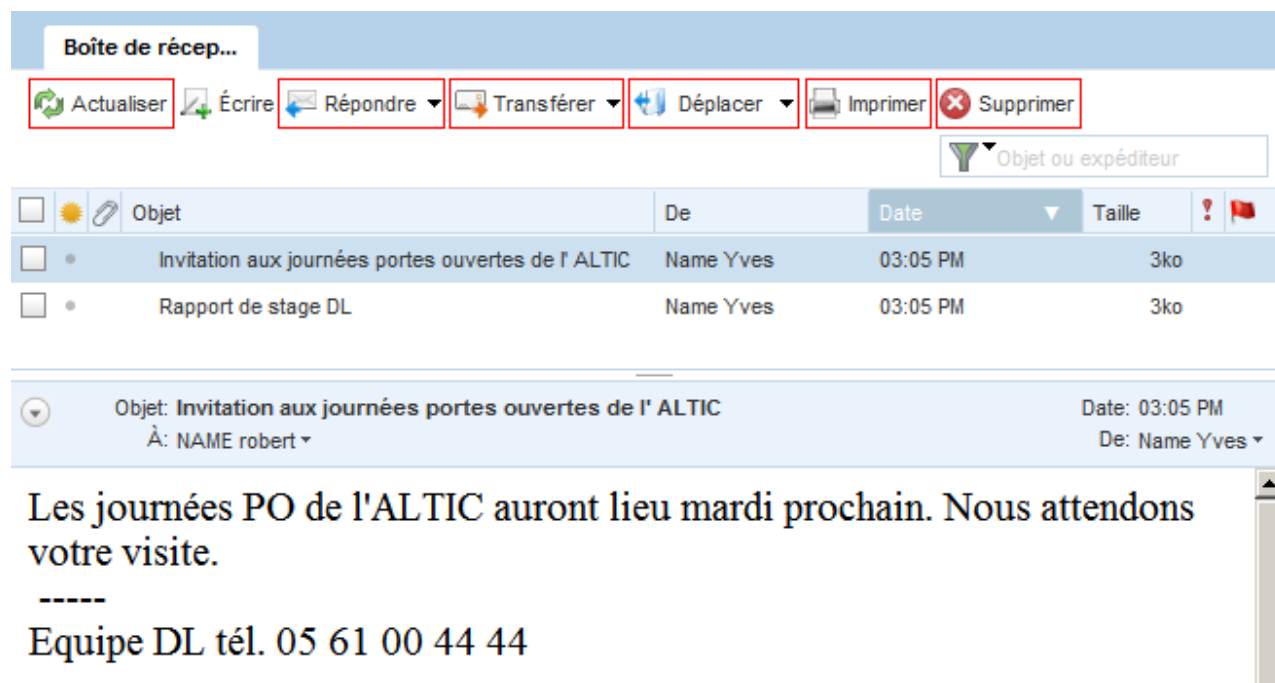 Boîte de récep...
Actualiser Écrire Répondre Transférer Déplacer Imprimer Supprimer
Objet ou expéditeur
Objet De Date Taille
Invitation aux journées portes ouvertes de l' ALTIC Name Yves 03:05 PM 3ko
Rapport de stage DL Name Yves 03:05 PM 3ko
Objet: Invitation aux journées portes ouvertes de l' ALTIC Date: 03:05 PM
À: NAME robert De: Name Yves
Les journées PO de l'ALTIC auront lieu mardi prochain. Nous attendons
votre visite.
-----
Equipe DL tél. 05 61 00 44 44